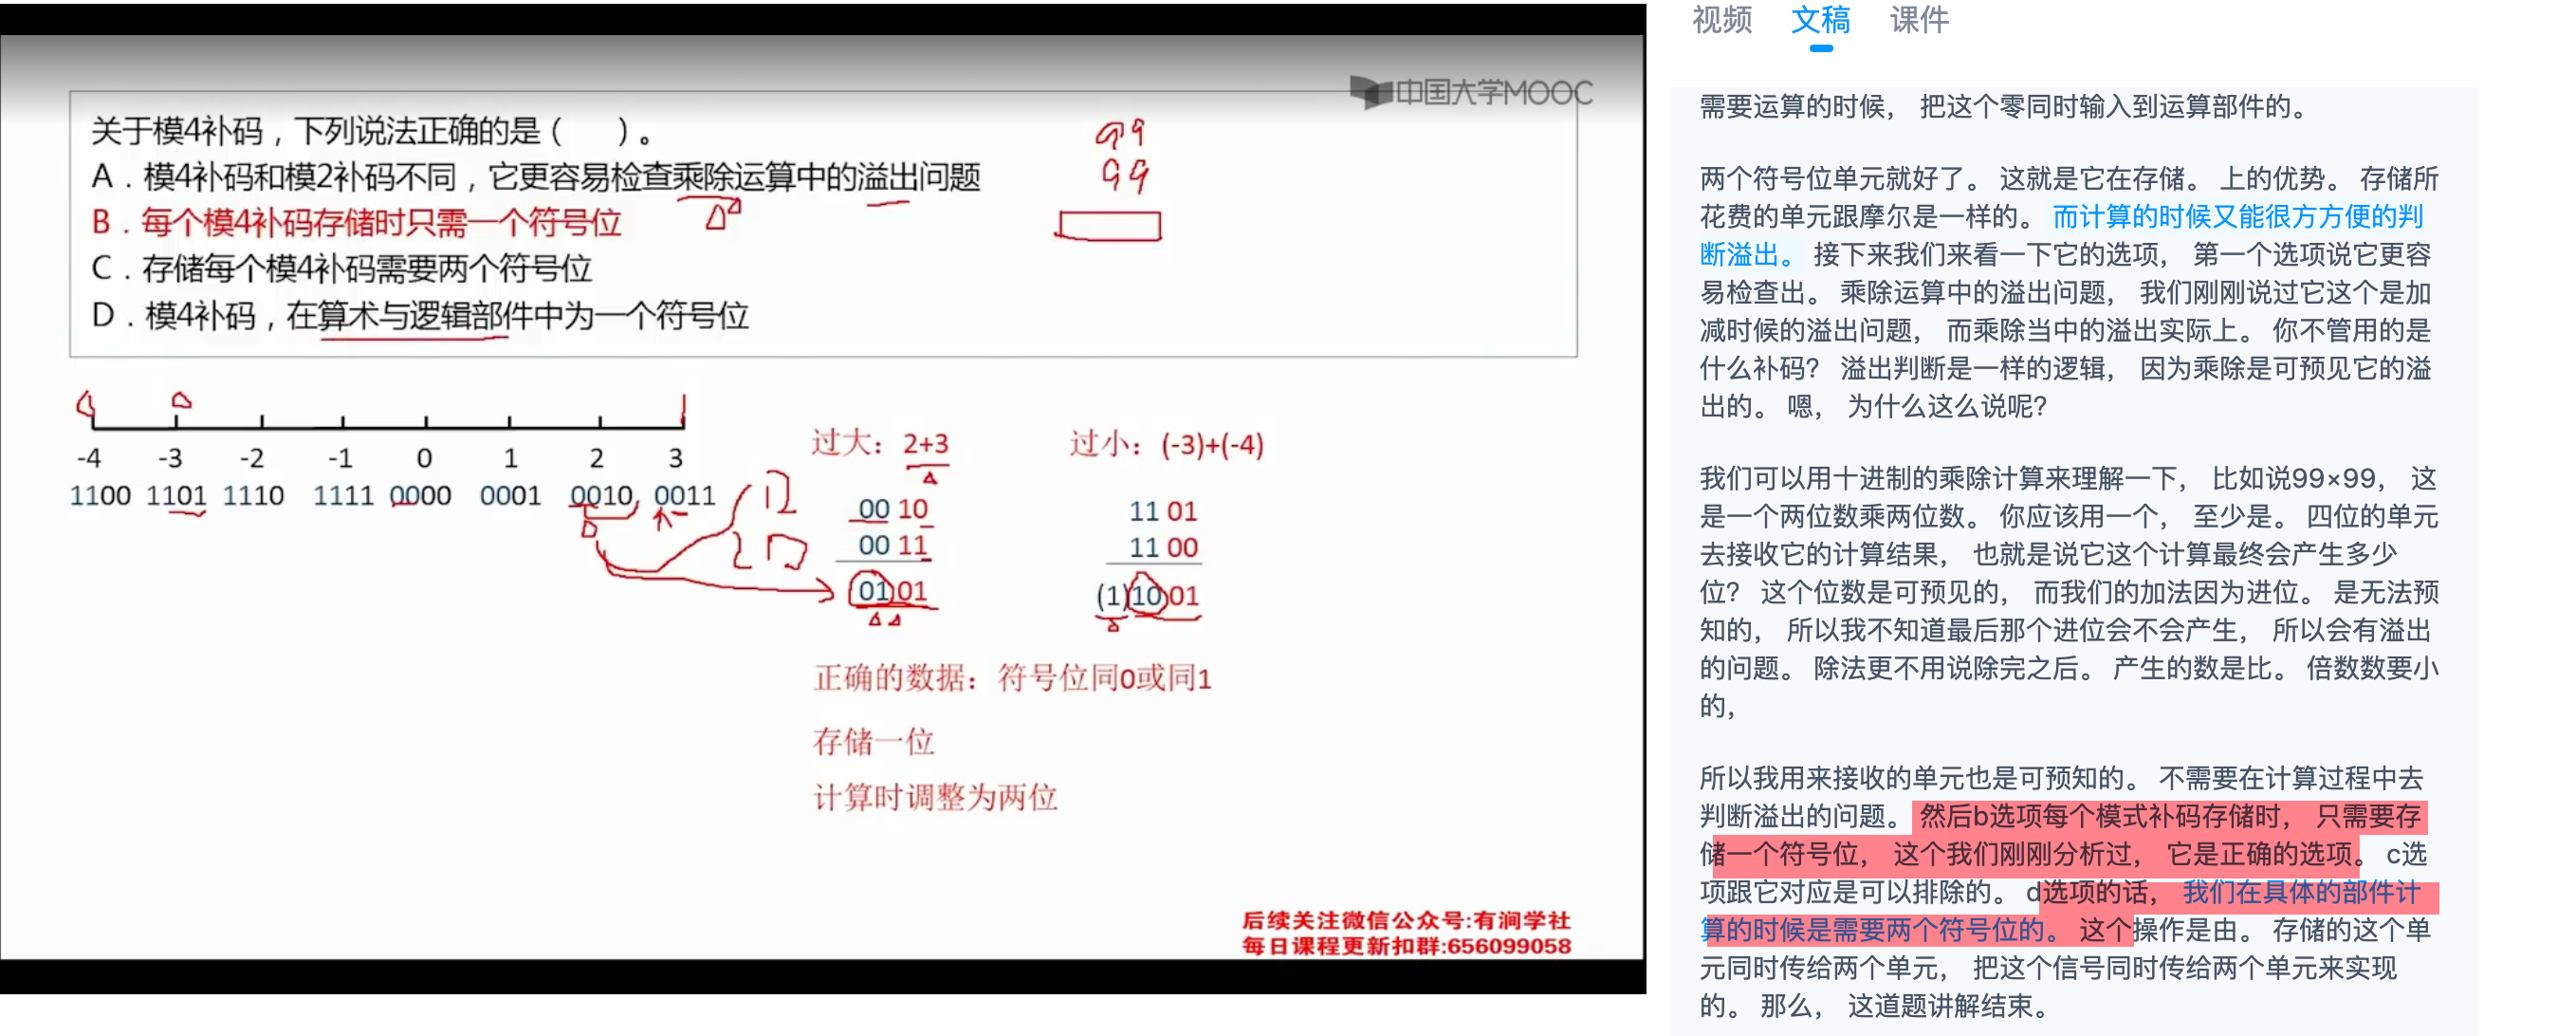 中国大学MOOC
关于模4补码，下列说法正确的是（　　）。
A．模4补码和模2补码不同，它更容易检查乘除运算中的溢出问题
B．每个模4补码存储时只需一个符号位
C．存储每个模4补码需要两个符号位
D．模4补码，在算术与逻辑部件中为一个符号位
99
99
-4 -3 -2 -1 0 1 2 3
1100 1101 1110 1111 0000 0001 0010 0011
过大：2+3
00 10
00 11
01 01
过小：(-3)+(-4)
11 01
11 00
(1)10 01
正确的数据：符号位同0或同1
存储一位
计算时调整为两位
后续关注微信公众号:有涧学社
每日课程更新扣群:656099058
视频 文稿 课件
需要运算的时候， 把这个零同时输入到运算部件的。
两个符号位单元就好了。 这就是它在存储。 上的优势。 存储所
花费的单元跟摩尔是一样的。 而计算的时候又能很方方便的判
断溢出。 接下来我们来看一下它的选项， 第一个选项说它更容
易检查出。 乘除运算中的溢出问题， 我们刚刚说过它这个是加
减时候的溢出问题， 而乘除当中的溢出实际上。 你不管用的是
什么补码？ 溢出判断是一样的逻辑， 因为乘除是可预见它的溢
出的。 嗯， 为什么这么说呢？
我们可以用十进制的乘除计算来理解一下， 比如说99×99， 这
是一个两位数乘两位数。 你应该用一个， 至少是。 四位的单元
去接收它的计算结果， 也就是说它这个计算最终会产生多少
位？ 这个位数是可预见的， 而我们的加法因为进位。 是无法预
知的， 所以我不知道最后那个进位会不会产生， 所以会有溢出
的问题。 除法更不用说除完之后。 产生的数是比。 倍数数要小
的，
所以我用来接收的单元也是可预知的。 不需要在计算过程中去
判断溢出的问题。 然后b选项每个模式补码存储时， 只需要存
储一个符号位， 这个我们刚刚分析过， 它是正确的选项。 c选
项跟它对应是可以排除的。 d选项的话， 我们在具体的部件计
算的时候是需要两个符号位的。 这个操作是由。 存储的这个单
元同时传给两个单元， 把这个信号同时传给两个单元来实现
的。 那么， 这道题讲解结束。